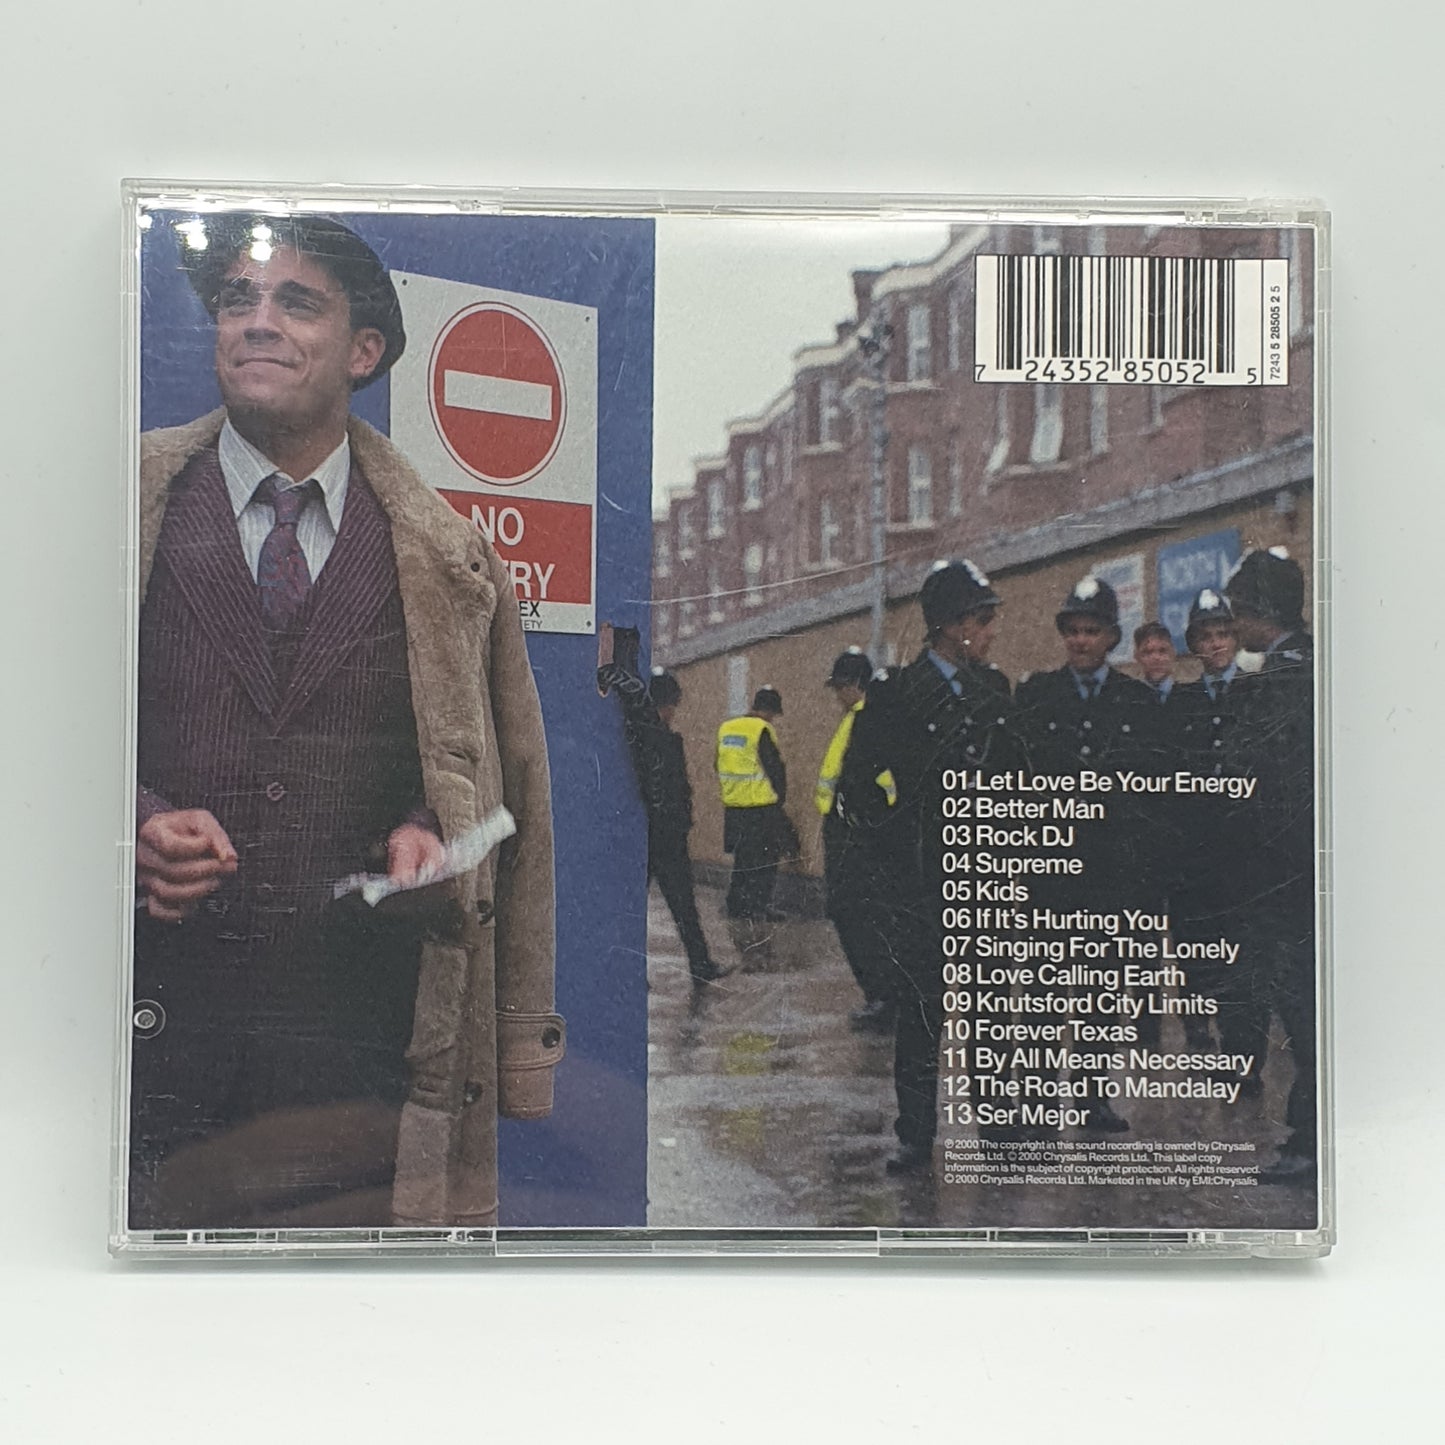 7 24352 85052 5
7243 5 28505 2 5
NO
TRY
EX
ETY
NORTH
01 Let Love Be Your Energy
02 Better Man
03 Rock DJ
04 Supreme
05 Kids
06 If It's Hurting You
07 Singing For The Lonely
08 Love Calling Earth
09 Knutsford City Limits
10 Forever Texas
11 By All Means Necessary
12 The Road To Mandalay
13 Ser Mejor
℗ 2000 The copyright in this sound recording is owned by Chrysalis
Records Ltd. © 2000 Chrysalis Records Ltd. This label copy
information is the subject of copyright protection. All rights reserved.
© 2000 Chrysalis Records Ltd. Marketed in the UK by EMI:Chrysalis